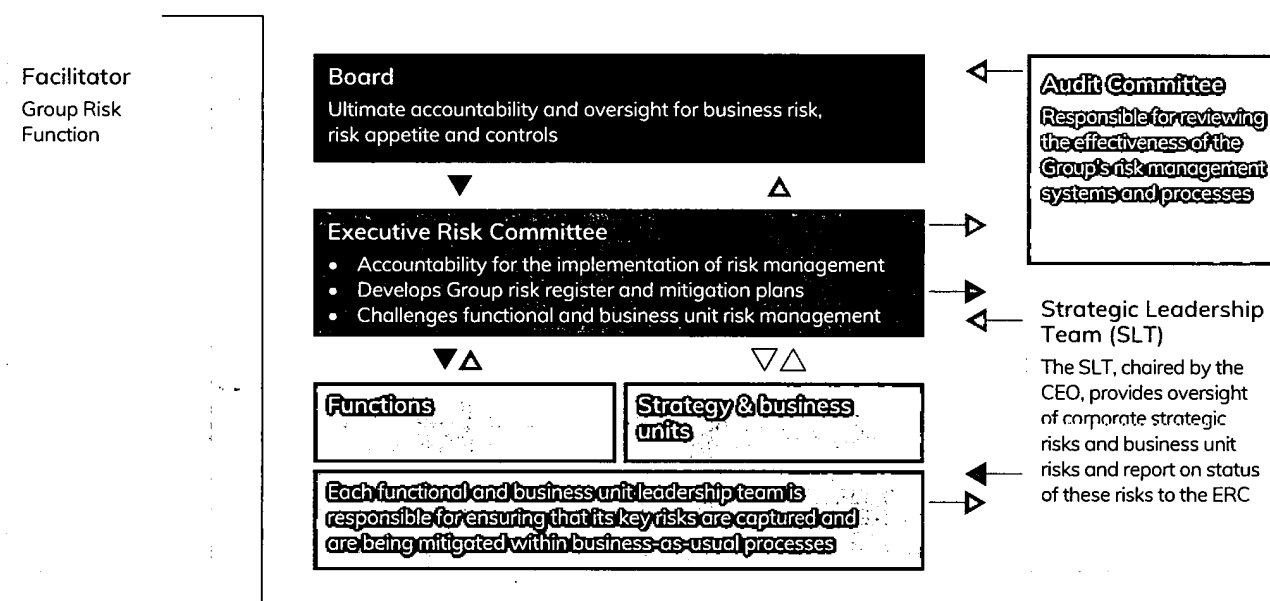 Facilitator
Group Risk
Function
Board
Ultimate accountability and oversight for business risk,
risk appetite and controls
Audit Committee
Responsible for reviewing
the effectiveness of the
Group's risk management
systems and processes
Executive Risk Committee
• Accountability for the implementation of risk management
• Develops Group risk register and mitigation plans
• Challenges functional and business unit risk management
Strategic Leadership
Team (SLT)
The SLT, chaired by the
CEO, provides oversight
of corporate strategic
risks and business unit
risks and report on status
of these risks to the ERC
Functions
Strategy & business
units
Each functional and business unit leadership team is
responsible for ensuring that its key risks are captured and
are being mitigated within business-as-usual processes